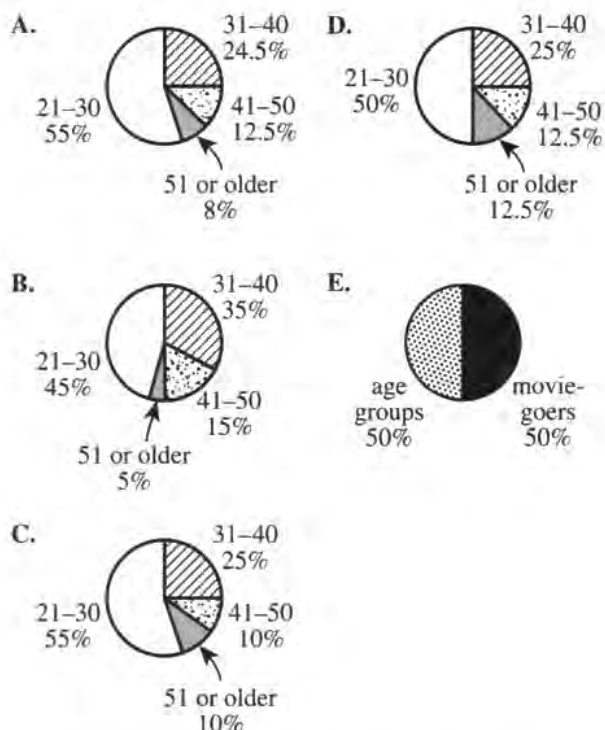 A.
31–40
24.5%
21–30
55%
41–50
12.5%
51 or older
8%
B.
31–40
35%
21–30
45%
41–50
15%
51 or older
5%
C.
31–40
25%
21–30
55%
41–50
10%
51 or older
10%
D.
31–40
25%
21–30
50%
41–50
12.5%
51 or older
12.5%
E.
age
groups
50%
movie-
goers
50%